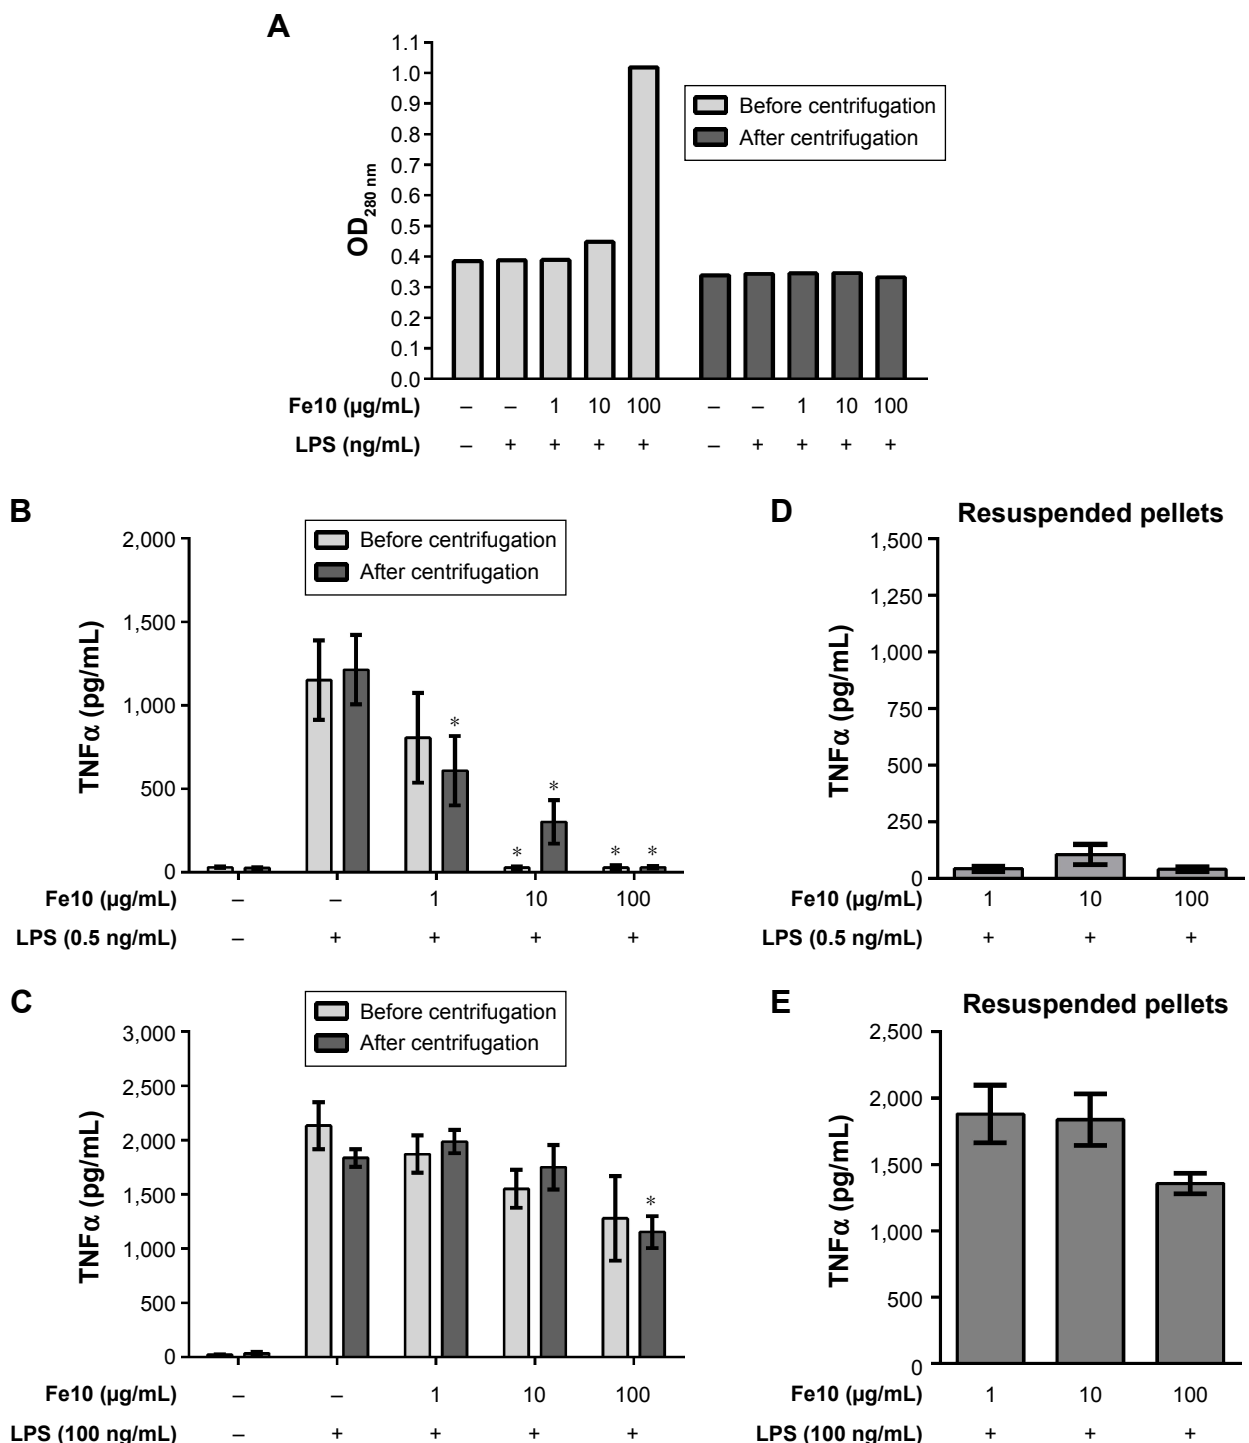 A
1.1
1.0
0.9
0.8
0.7
0.6
0.5
0.4
0.3
0.2
0.1
0.0
OD280 nm
Before centrifugation
After centrifugation
Fe10 (µg/mL) – – 1 10 100 – – 1 10 100
LPS (ng/mL) – + + + + – + + + +
B
2,000
1,500
1,000
500
0
TNFα (pg/mL)
Before centrifugation
After centrifugation
* * * * *
Fe10 (µg/mL) – – 1 10 100
LPS (0.5 ng/mL) – + + + +
D
Resuspended pellets
1,500
1,250
1,000
750
500
250
0
TNFα (pg/mL)
Fe10 (µg/mL) 1 10 100
LPS (0.5 ng/mL) + + +
C
3,000
2,500
2,000
1,500
1,000
500
0
TNFα (pg/mL)
Before centrifugation
After centrifugation
*
Fe10 (µg/mL) – – 1 10 100
LPS (100 ng/mL) – + + + +
E
Resuspended pellets
2,500
2,000
1,500
1,000
500
0
TNFα (pg/mL)
Fe10 (µg/mL) 1 10 100
LPS (100 ng/mL) + + +